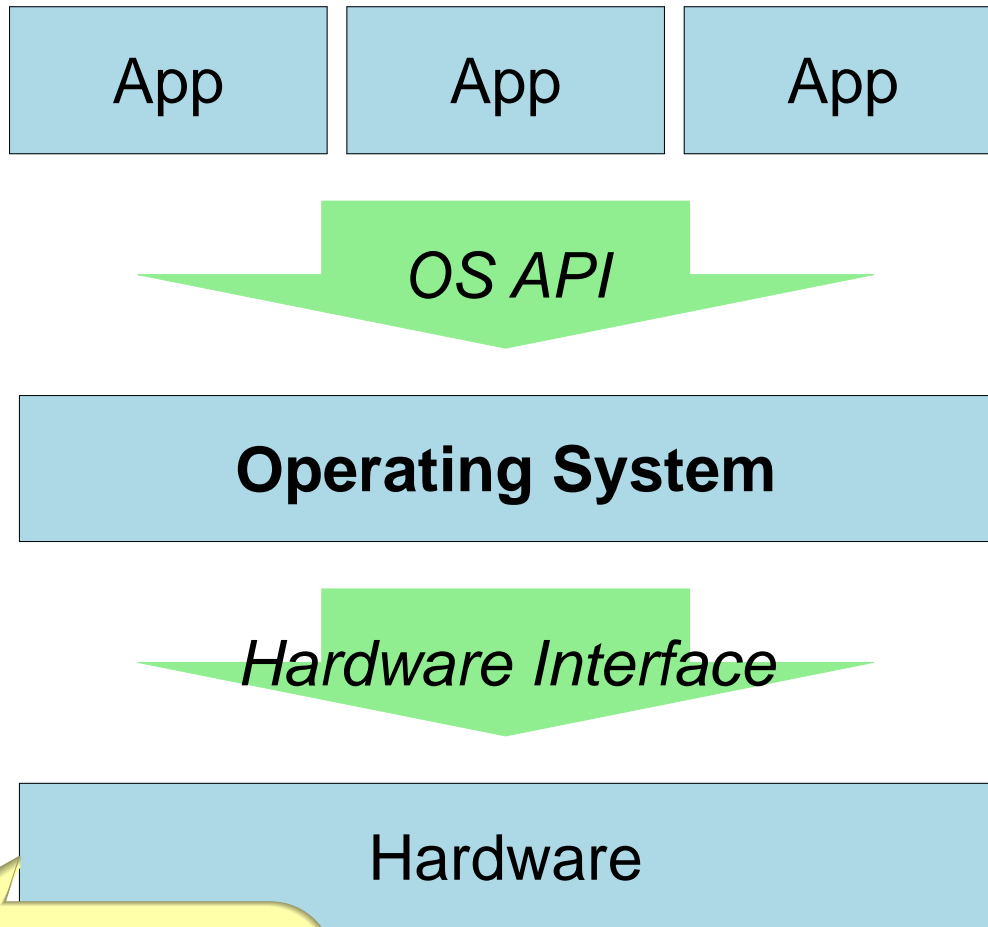 App App App
OS API
Operating System
Hardware Interface
Hardware